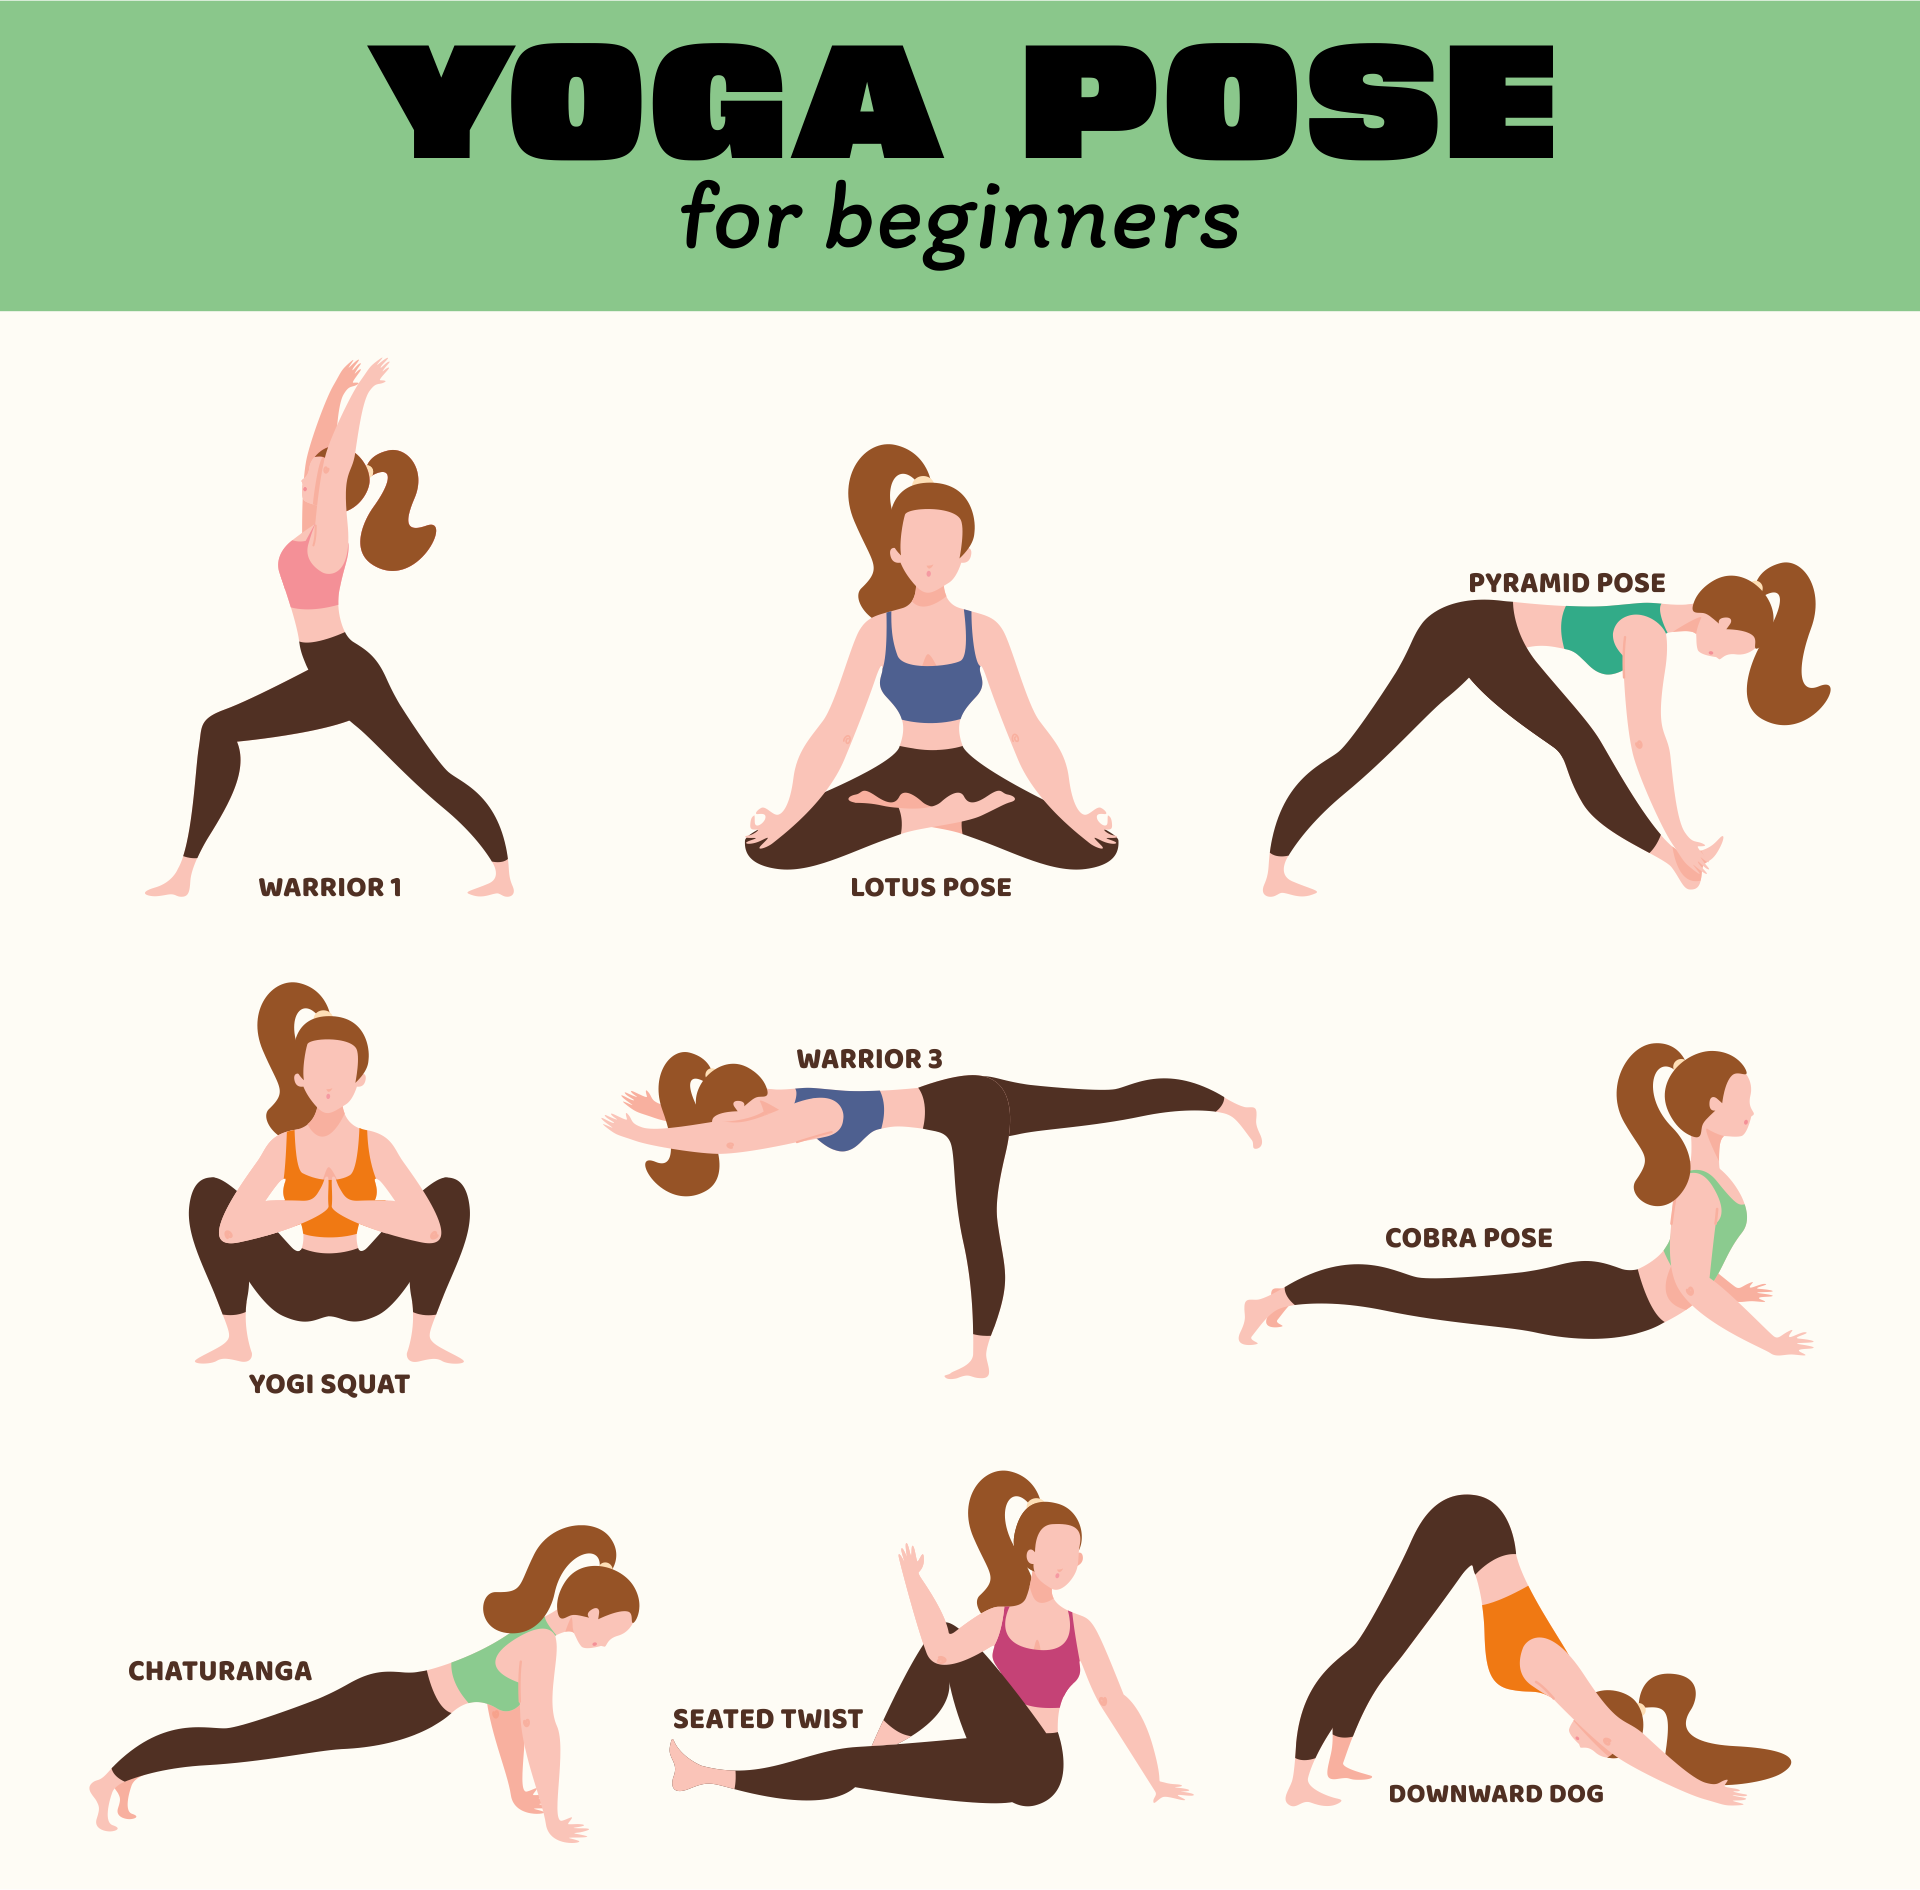 YOGA POSE
for beginners
WARRIOR 1
LOTUS POSE
PYRAMID POSE
YOGI SQUAT
WARRIOR 3
COBRA POSE
CHATURANGA
SEATED TWIST
DOWNWARD DOG